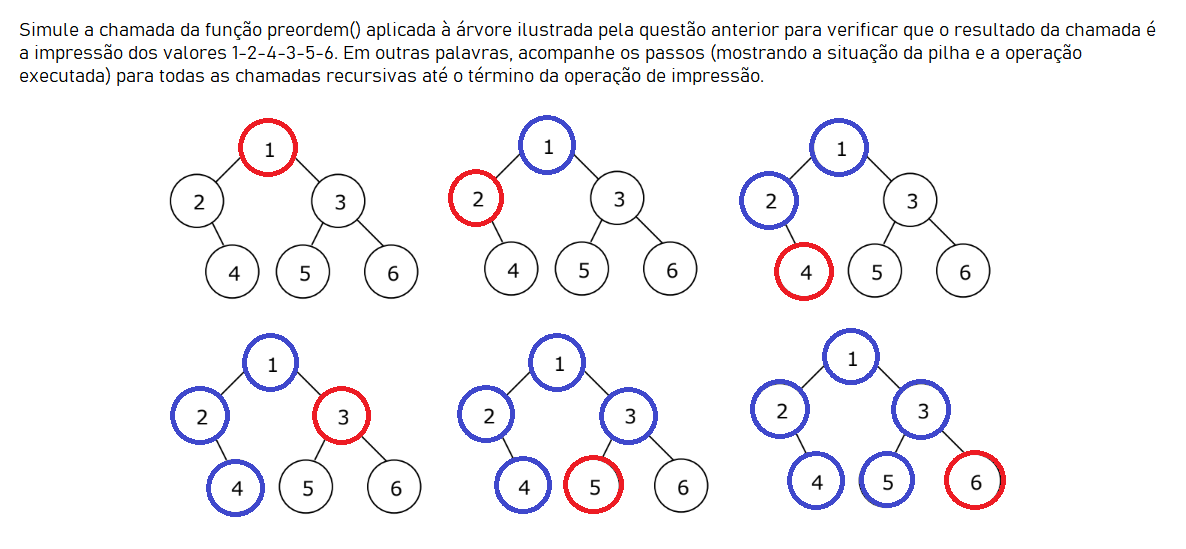 Simule a chamada da função preordem() aplicada à árvore ilustrada pela questão anterior para verificar que o resultado da chamada é
a impressão dos valores 1-2-4-3-5-6. Em outras palavras, acompanhe os passos (mostrando a situação da pilha e a operação
executada) para todas as chamadas recursivas até o término da operação de impressão.
1
2 3
4 5 6
1
2 3
4 5 6
1
2 3
4 5 6
1
2 3
4 5 6
1
2 3
4 5 6
1
2 3
4 5 6